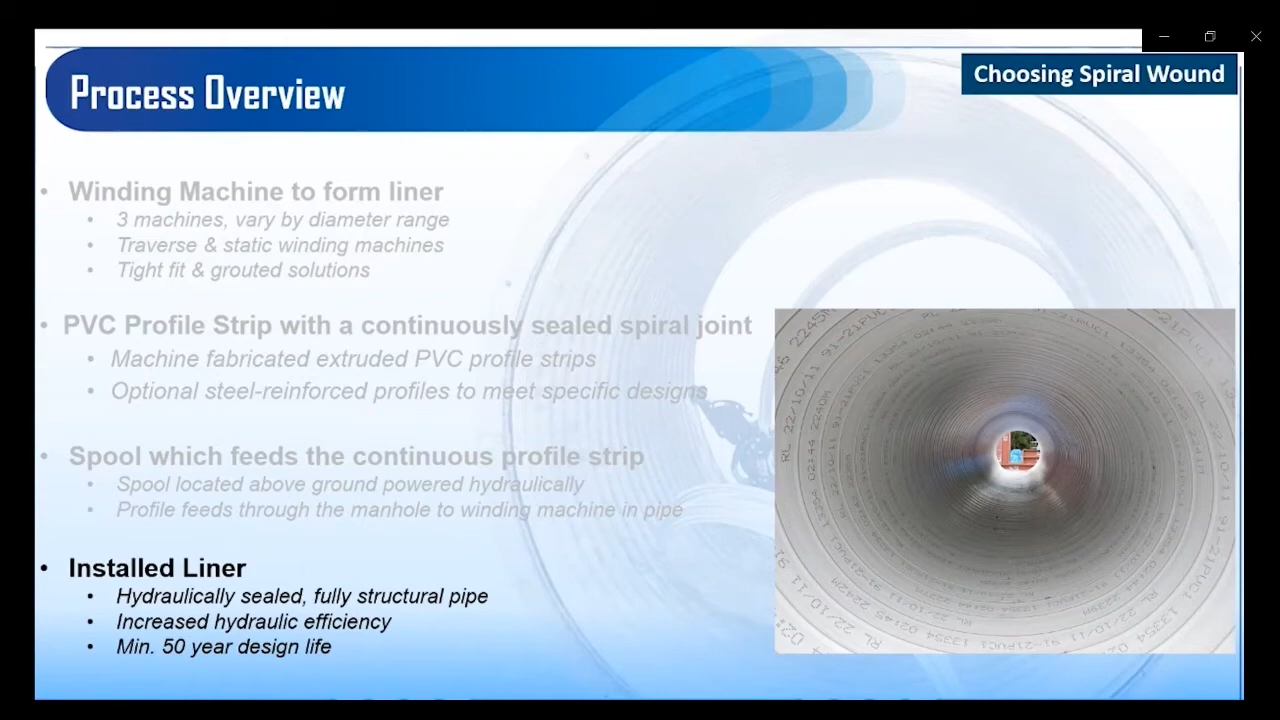 Process Overview
Choosing Spiral Wound
• Winding Machine to form liner
• 3 machines, vary by diameter range
• Traverse & static winding machines
• Tight fit & grouted solutions
• PVC Profile Strip with a continuously sealed spiral joint
• Machine fabricated extruded PVC profile strips
• Optional steel-reinforced profiles to meet specific designs
• Spool which feeds the continuous profile strip
• Spool located above ground powered hydraulically
• Profile feeds through the manhole to winding machine in pipe
• Installed Liner
• Hydraulically sealed, fully structural pipe
• Increased hydraulic efficiency
• Min. 50 year design life